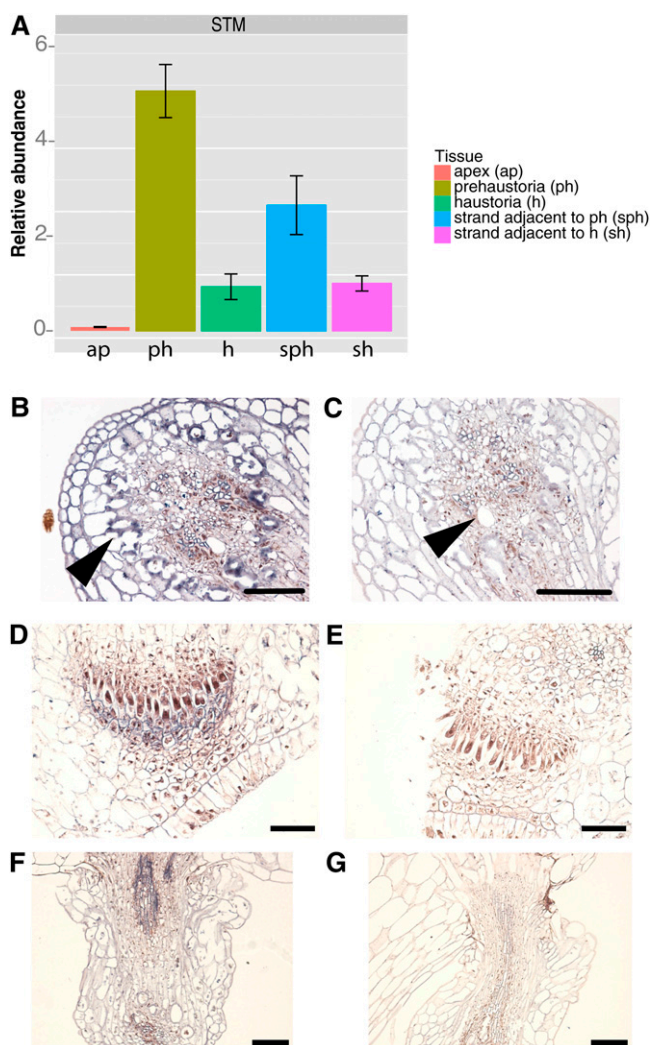 A
STM
6
4
2
0
Relative abundance
ap ph h sph sh
Tissue
apex (ap)
prehaustoria (ph)
haustoria (h)
strand adjacent to ph (sph)
strand adjacent to h (sh)
B
C
D
E
F
G